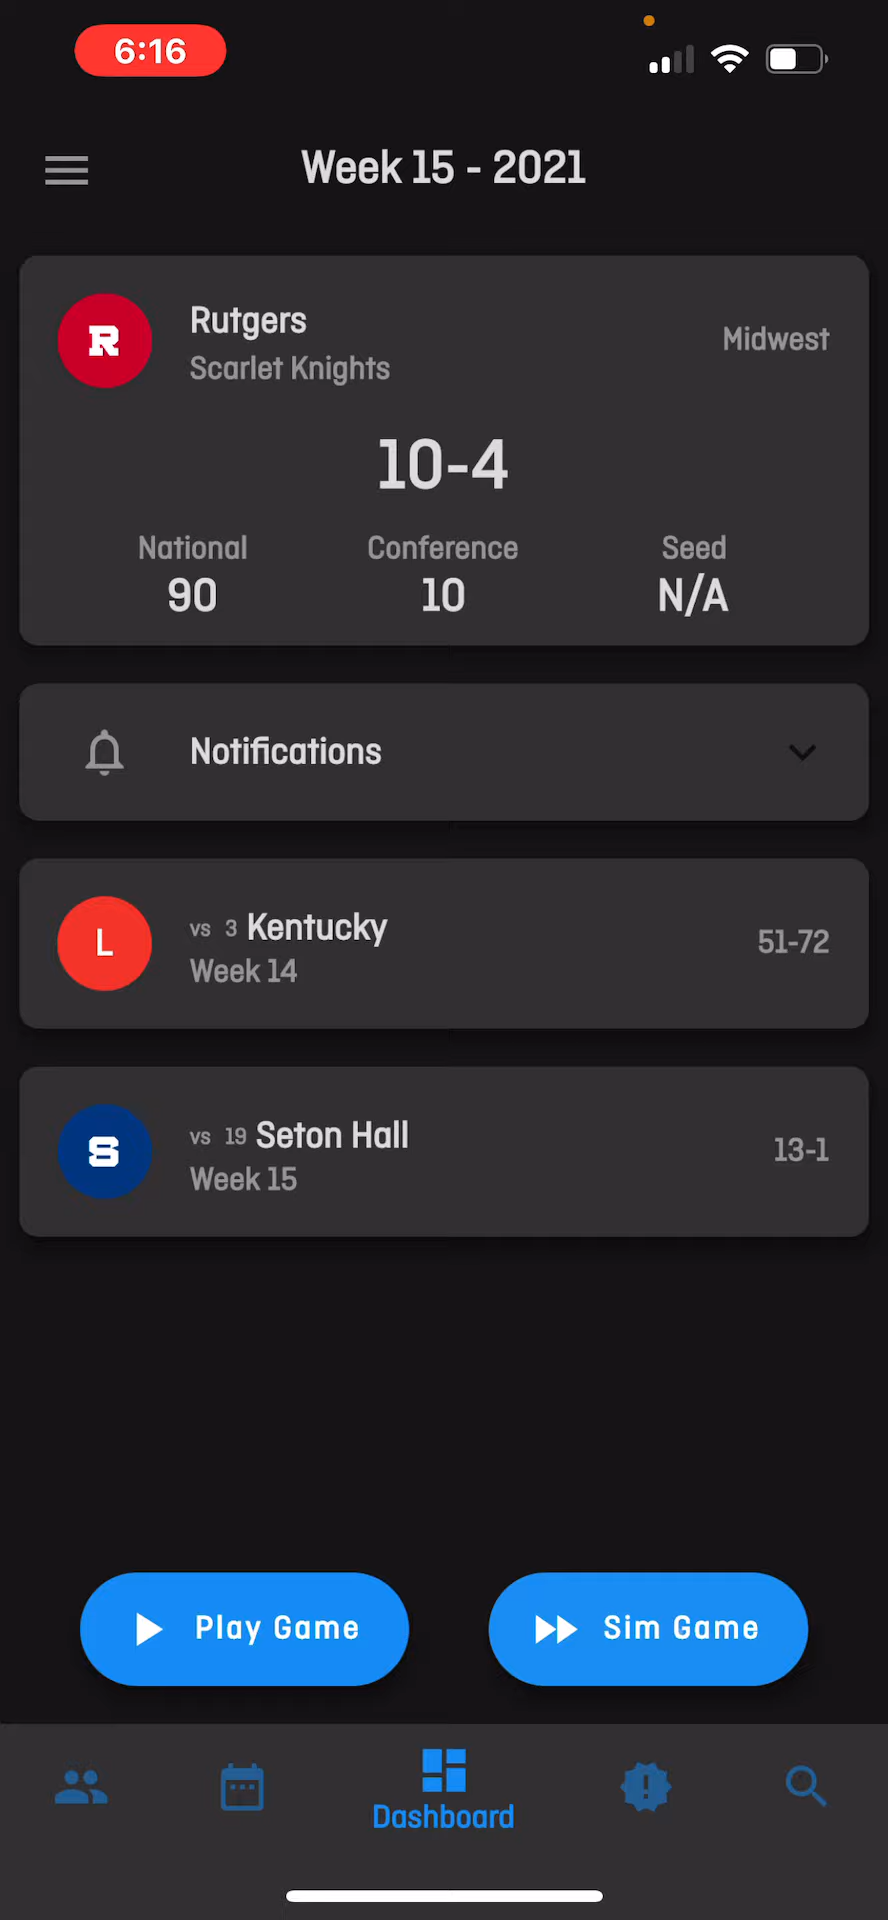 6:16
Week 15 - 2021
R
Rutgers
Scarlet Knights
Midwest
10-4
National
Conference
Seed
90
10
N/A
Notifications
L
vs 3 Kentucky
Week 14
51-72
S
vs 19 Seton Hall
Week 15
13-1
Play Game
Sim Game
Dashboard